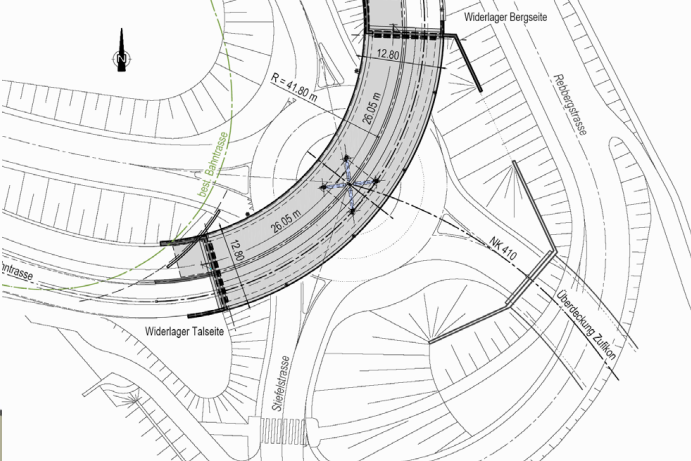 Widerlager Bergseite
N
12.80
R = 41.80 m
26.05 m
Rebbergstrasse
best. Bahntrasse
26.05 m
12.80
NK 410
Widerlager Talseite
Überdeckung Zufikon
Stiefelstrasse